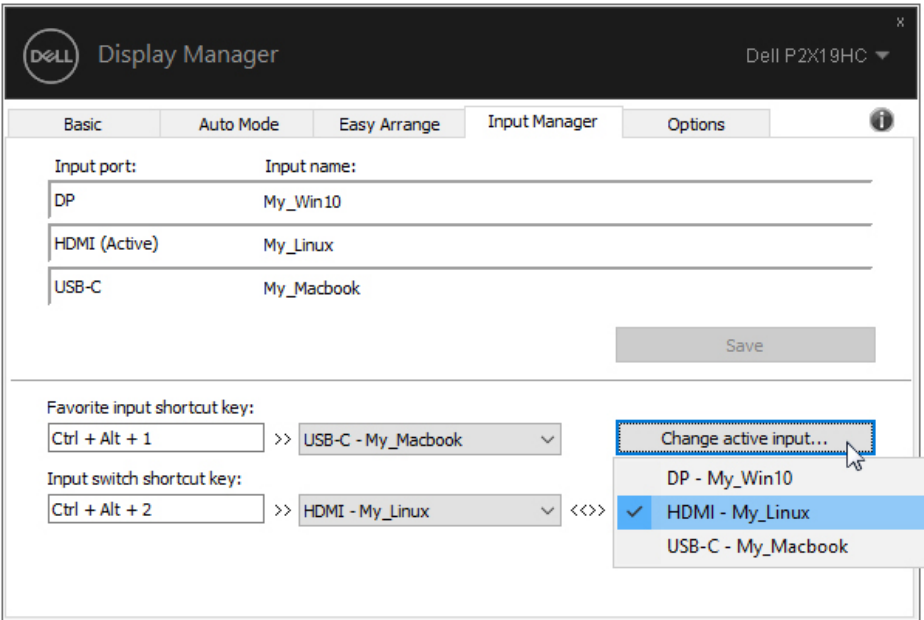 x
DELL Display Manager Dell P2X19HC
Basic Auto Mode Easy Arrange Input Manager Options i
Input port: Input name:
DP My_Win10
HDMI (Active) My_Linux
USB-C My_Macbook
Save
Favorite input shortcut key:
Ctrl + Alt + 1 >> USB-C - My_Macbook Change active input...
Input switch shortcut key: DP - My_Win10
Ctrl + Alt + 2 >> HDMI - My_Linux <<>> HDMI - My_Linux
USB-C - My_Macbook